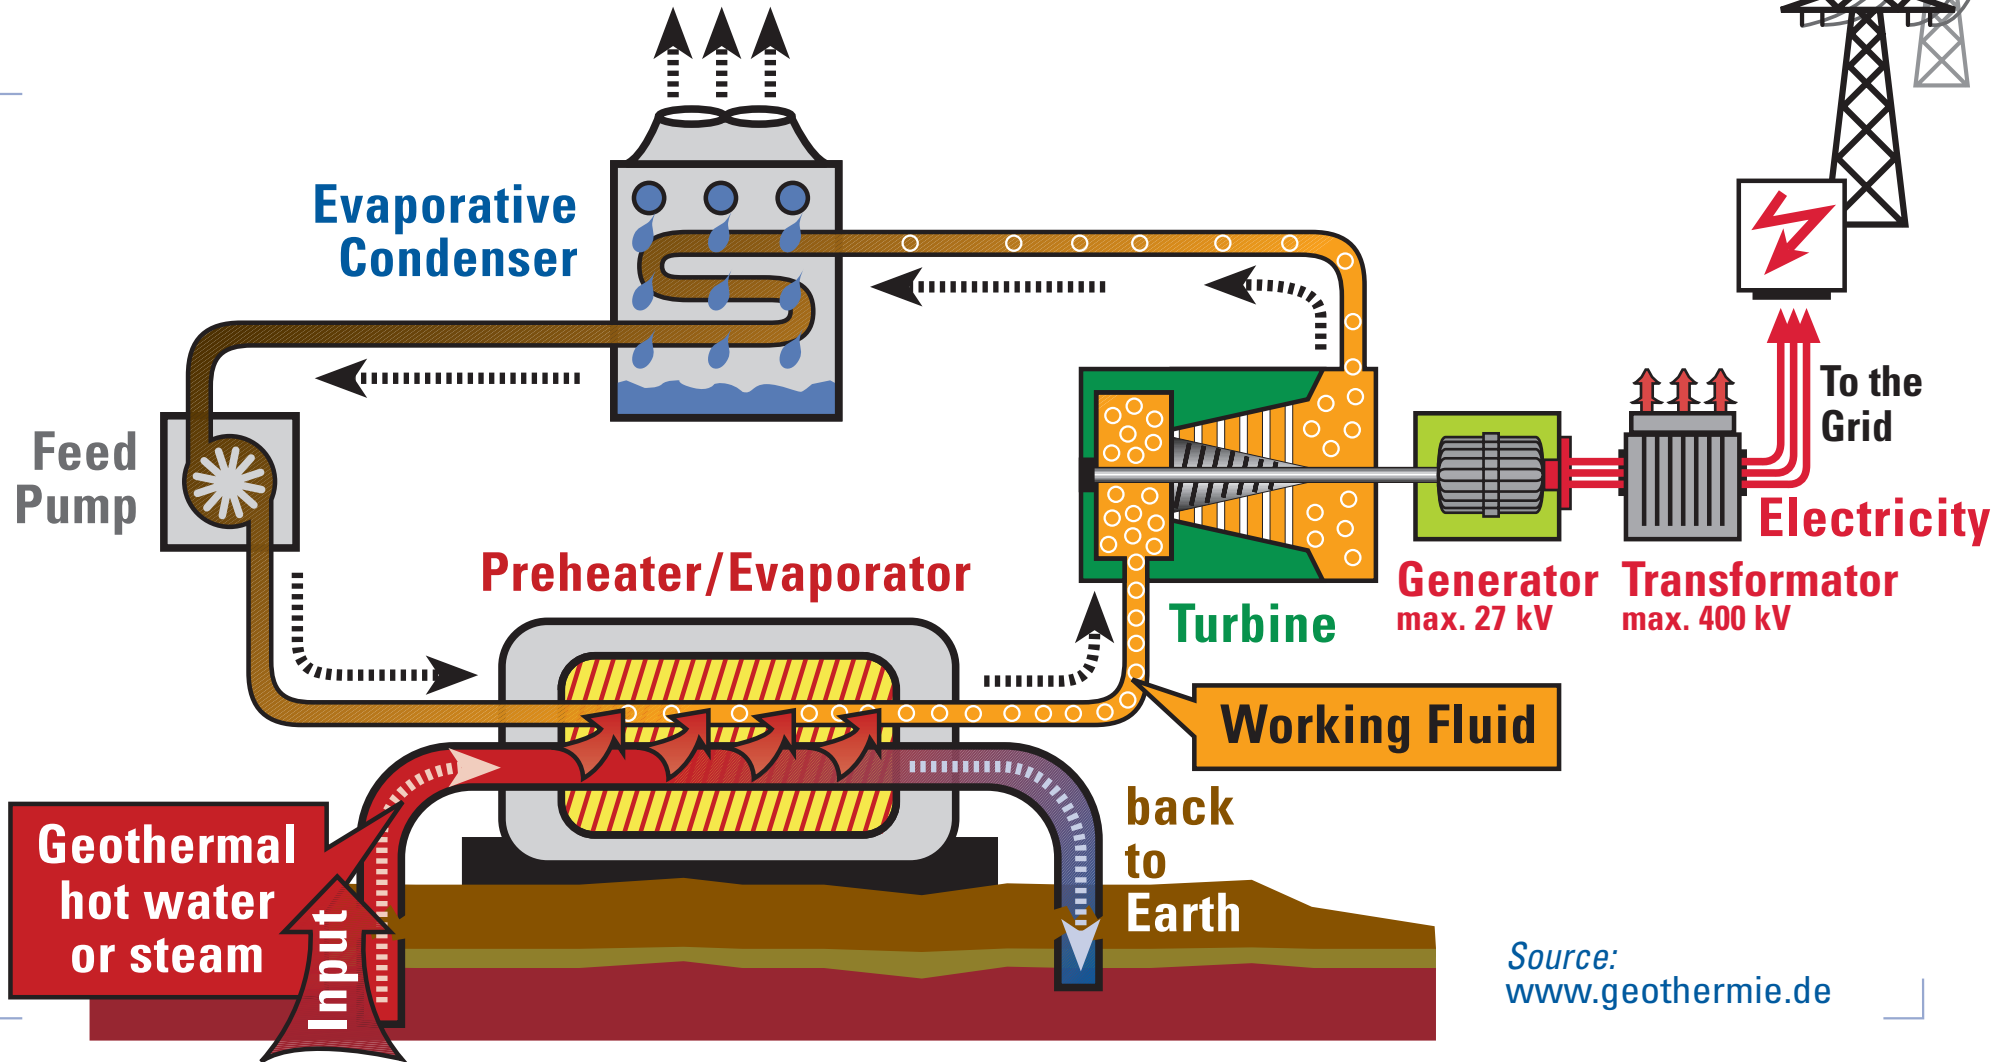 Evaporative
Condenser
Feed
Pump
Preheater/Evaporator
Turbine
Generator
max. 27 kV
Transformator
max. 400 kV
To the
Grid
Electricity
Working Fluid
Geothermal
hot water
or steam
Input
back
to
Earth
Source:
www.geothermie.de